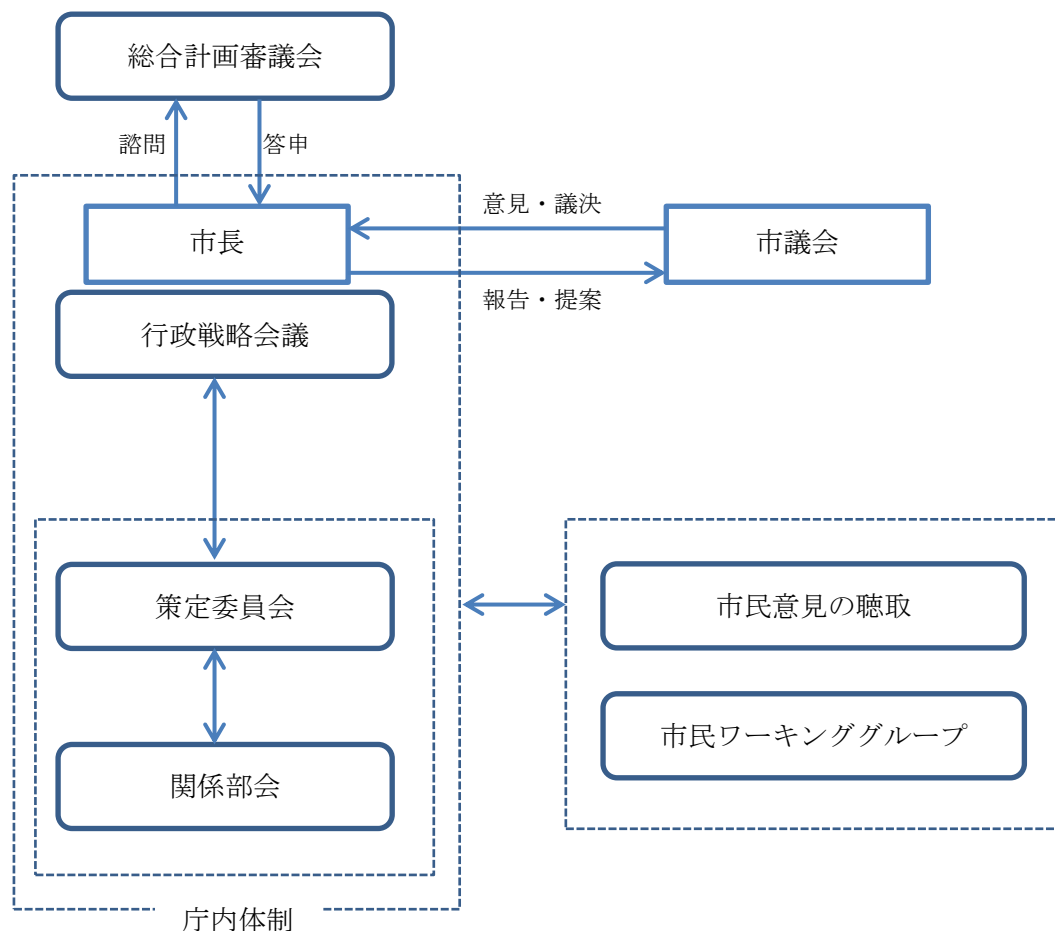 総合計画審議会
諮問
答申
市長
意見・議決
市議会
報告・提案
行政戦略会議
策定委員会
市民意見の聴取
市民ワーキンググループ
関係部会
庁内体制